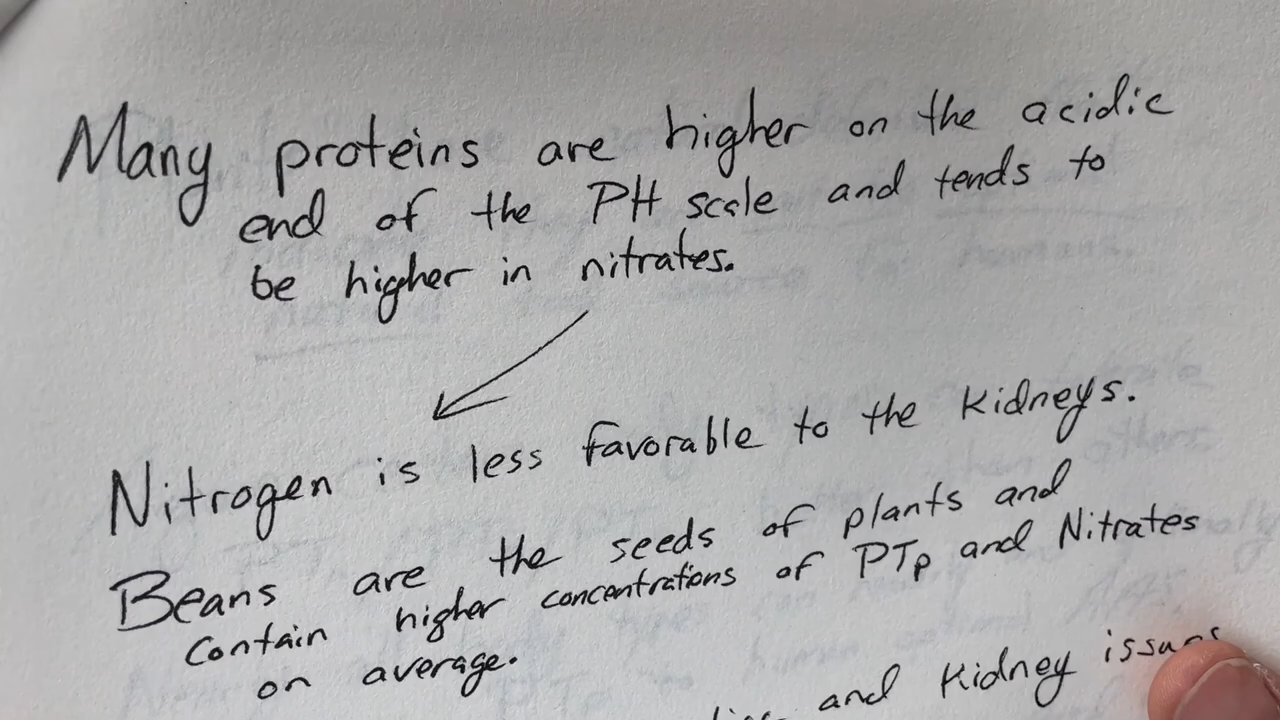 Many proteins are higher on the acidic
end of the PH scale and tends to
be higher in nitrates.
Nitrogen is less favorable to the kidneys.
Beans are the seeds of plants and
contain higher concentrations of PTp and Nitrates
on average.
and kidney issues